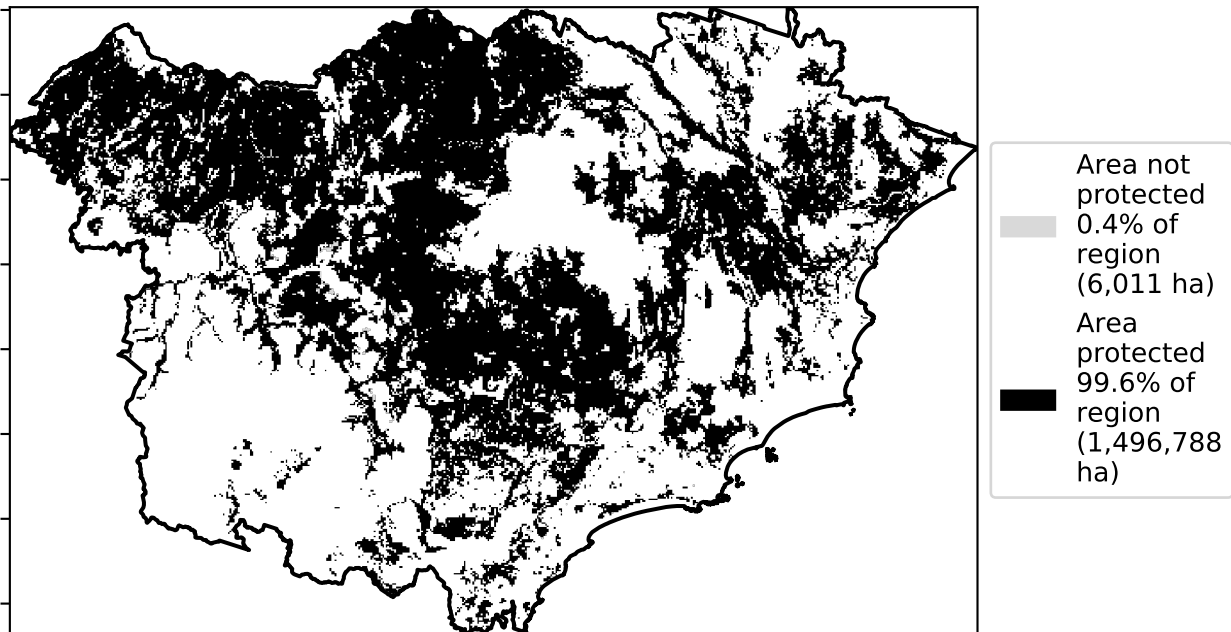 Area not
protected
0.4% of
region
(6,011 ha)
Area
protected
99.6% of
region
(1,496,788
ha)